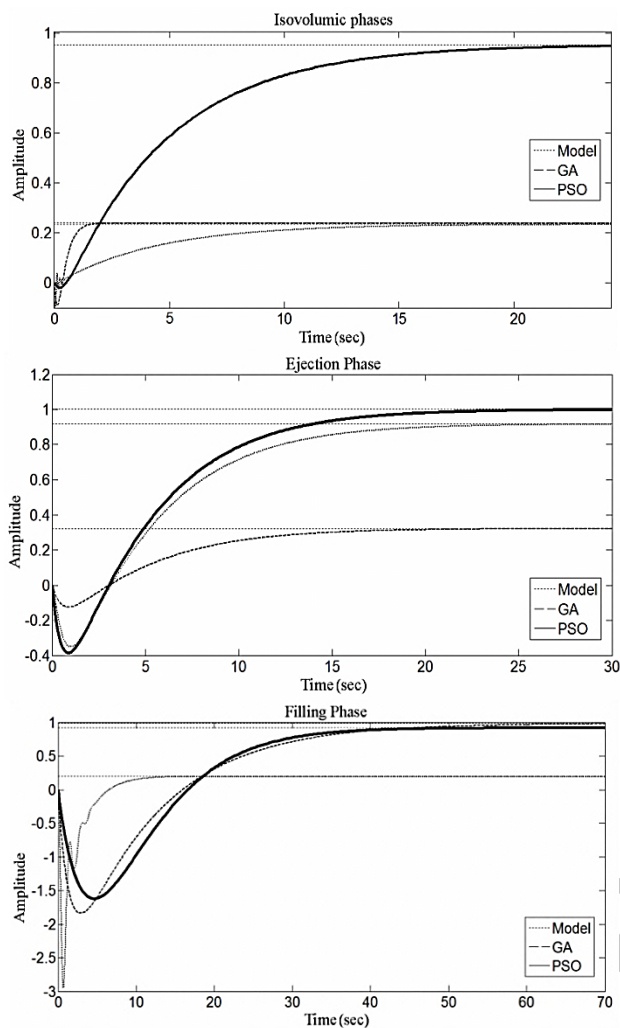 Isovolumic phases
1
0.8
0.6
0.4
0.2
0
Amplitude
Model
GA
PSO
0 5 10 15 20
Time (sec)
Ejection Phase
1.2
1
0.8
0.6
0.4
0.2
0
-0.2
-0.4
Amplitude
Model
GA
PSO
0 5 10 15 20 25 30
Time (sec)
Filling Phase
1
0.5
0
-0.5
-1
-1.5
-2
-2.5
-3
Amplitude
Model
GA
PSO
0 10 20 30 40 50 60 70
Time (sec)